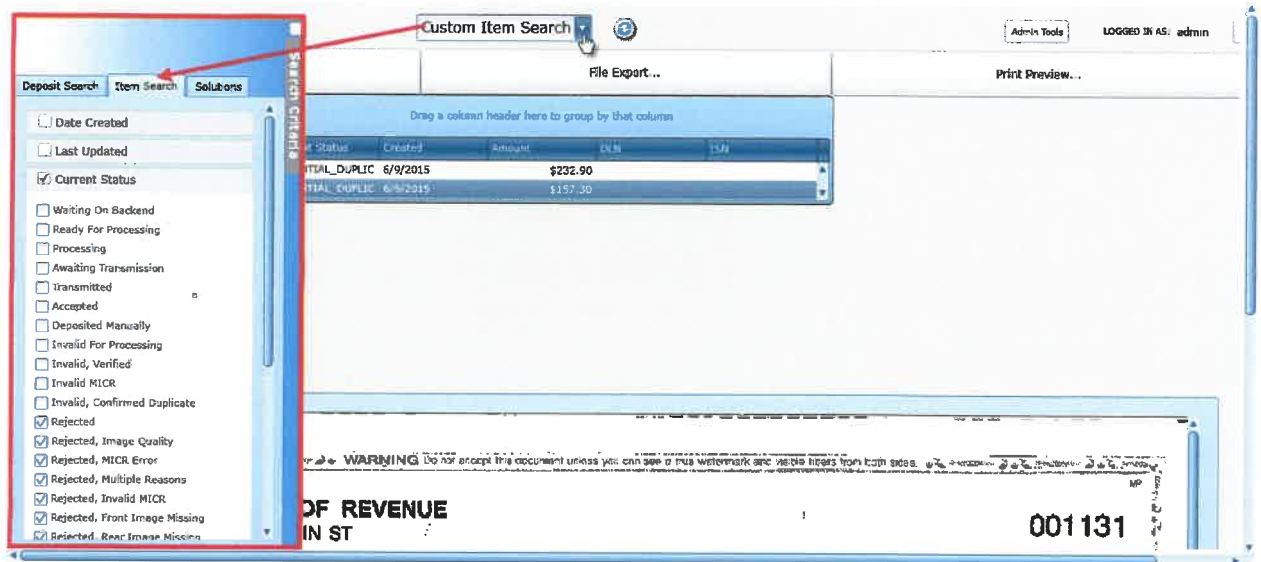 Custom Item Search
Admin Tools
LOGGED IN AS: admin
File Export...
Print Preview...
Search Criteria
Deposit Search
Item Search
Solutions
Date Created
Last Updated
Current Status
Waiting On Backend
Ready For Processing
Processing
Awaiting Transmission
Transmitted
Accepted
Deposited Manually
Invalid For Processing
Invalid, Verified
Invalid MICR
Invalid, Confirmed Duplicate
Rejected
Rejected, Image Quality
Rejected, MICR Error
Rejected, Multiple Reasons
Rejected, Invalid MICR
Rejected, Front Image Missing
Rejected, Rear Image Missing
Drag a column header here to group by that column
Status Created Amount DLN ISN
TIAL_DUPLIC 6/9/2015 $232.90
TIAL_DUPLIC 6/9/2015 $157.30
WARNING Do not accept this document unless you can see a true watermark and visible fibers from both sides.
MP
OF REVENUE
IN ST
001131